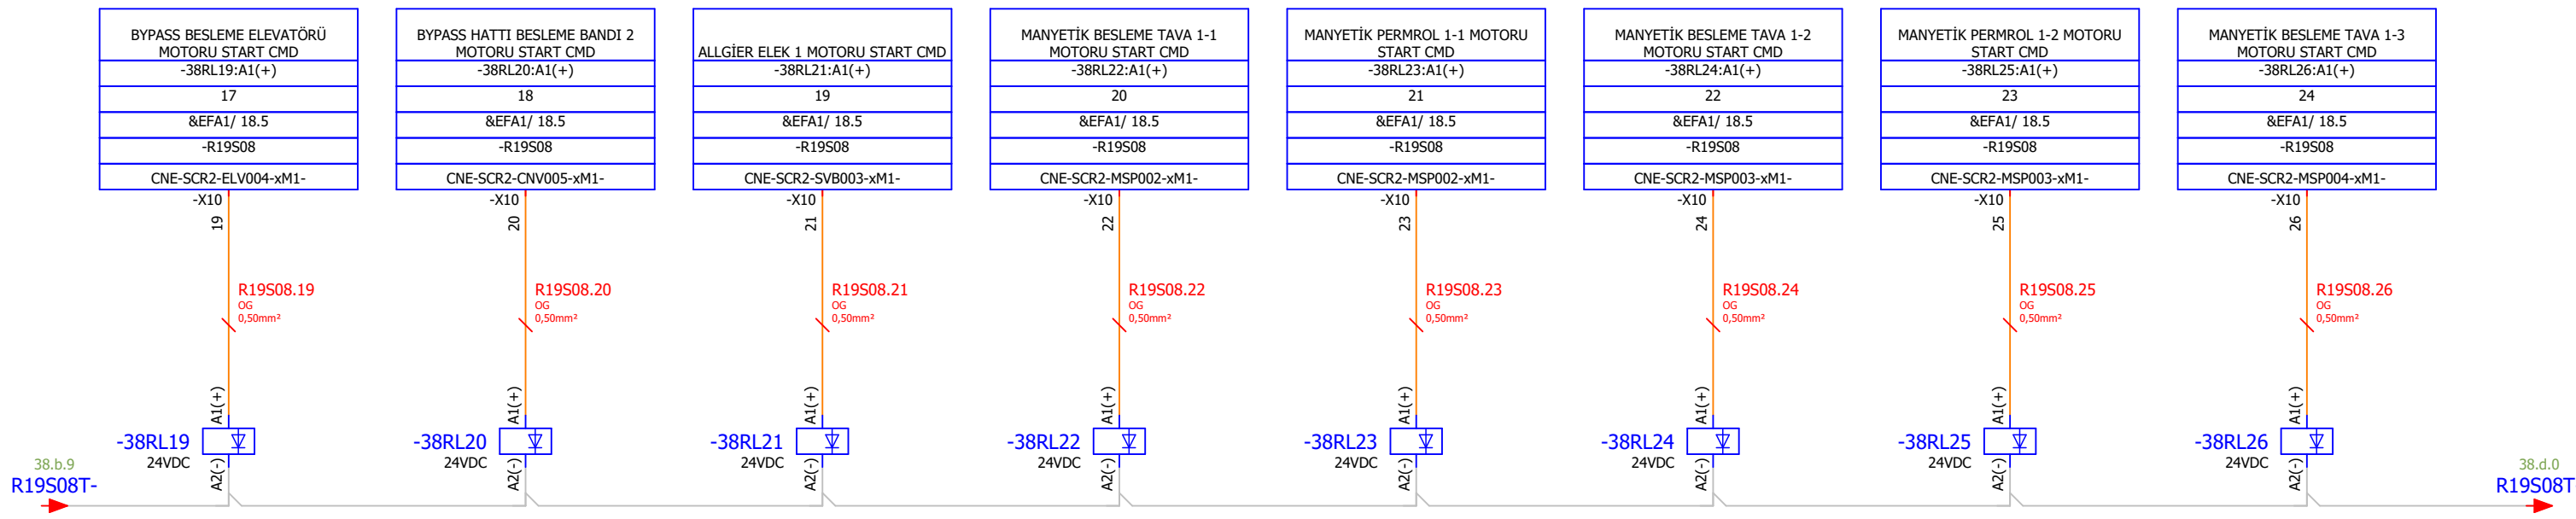 BYPASS BESLEME ELEVATÖRÜ
MOTORU START CMD
-38RL19:A1(+)
17
&EFA1/ 18.5
-R19S08
CNE-SCR2-ELV004-xM1-
-X10
19
R19S08.19
OG
0,50mm²
A1(+)
-38RL19
24VDC
A2(-)
BYPASS HATTI BESLEME BANDI 2
MOTORU START CMD
-38RL20:A1(+)
18
&EFA1/ 18.5
-R19S08
CNE-SCR2-CNV005-xM1-
-X10
20
R19S08.20
OG
0,50mm²
A1(+)
-38RL20
24VDC
A2(-)
ALLGİER ELEK 1 MOTORU START CMD
-38RL21:A1(+)
19
&EFA1/ 18.5
-R19S08
CNE-SCR2-SVB003-xM1-
-X10
21
R19S08.21
OG
0,50mm²
A1(+)
-38RL21
24VDC
A2(-)
MANYETİK BESLEME TAVA 1-1
MOTORU START CMD
-38RL22:A1(+)
20
&EFA1/ 18.5
-R19S08
CNE-SCR2-MSP002-xM1-
-X10
22
R19S08.22
OG
0,50mm²
A1(+)
-38RL22
24VDC
A2(-)
MANYETİK PERMROL 1-1 MOTORU
START CMD
-38RL23:A1(+)
21
&EFA1/ 18.5
-R19S08
CNE-SCR2-MSP002-xM1-
-X10
23
R19S08.23
OG
0,50mm²
A1(+)
-38RL23
24VDC
A2(-)
MANYETİK BESLEME TAVA 1-2
MOTORU START CMD
-38RL24:A1(+)
22
&EFA1/ 18.5
-R19S08
CNE-SCR2-MSP003-xM1-
-X10
24
R19S08.24
OG
0,50mm²
A1(+)
-38RL24
24VDC
A2(-)
MANYETİK PERMROL 1-2 MOTORU
START CMD
-38RL25:A1(+)
23
&EFA1/ 18.5
-R19S08
CNE-SCR2-MSP003-xM1-
-X10
25
R19S08.25
OG
0,50mm²
A1(+)
-38RL25
24VDC
A2(-)
MANYETİK BESLEME TAVA 1-3
MOTORU START CMD
-38RL26:A1(+)
24
&EFA1/ 18.5
-R19S08
CNE-SCR2-MSP004-xM1-
-X10
26
R19S08.26
OG
0,50mm²
A1(+)
-38RL26
24VDC
A2(-)
38.b.9
R19S08T-
38.d.0
R19S08T